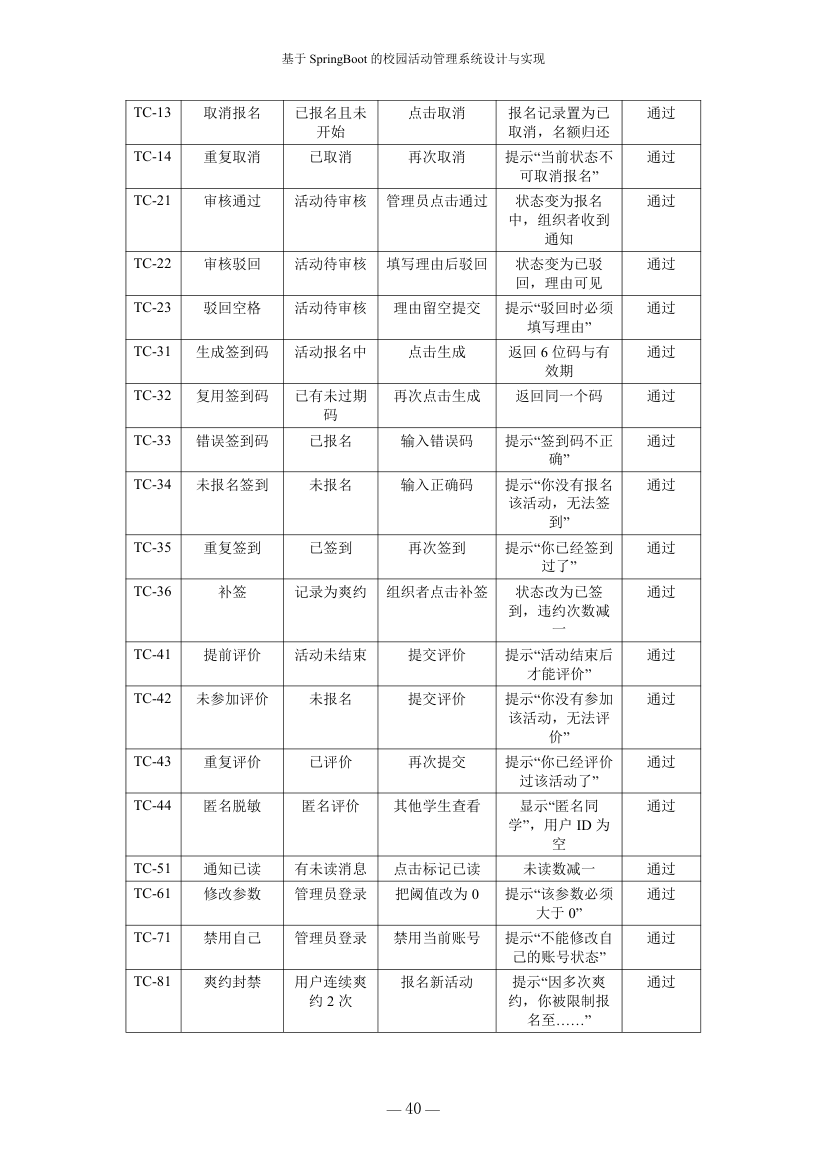 基于 SpringBoot 的校园活动管理系统设计与实现
TC-13 取消报名 已报名且未 点击取消 报名记录置为已 通过
开始 取消，名额归还
TC-14 重复取消 已取消 再次取消 提示“当前状态不 通过
可取消报名”
TC-21 审核通过 活动待审核 管理员点击通过 状态变为报名 通过
中，组织者收到
通知
TC-22 审核驳回 活动待审核 填写理由后驳回 状态变为已驳 通过
回，理由可见
TC-23 驳回空格 活动待审核 理由留空提交 提示“驳回时必须 通过
填写理由”
TC-31 生成签到码 活动报名中 点击生成 返回 6 位码与有 通过
效期
TC-32 复用签到码 已有未过期 再次点击生成 返回同一个码 通过
码
TC-33 错误签到码 已报名 输入错误码 提示“签到码不正 通过
确”
TC-34 未报名签到 未报名 输入正确码 提示“你没有报名 通过
该活动，无法签
到”
TC-35 重复签到 已签到 再次签到 提示“你已经签到 通过
过了”
TC-36 补签 记录为爽约 组织者点击补签 状态改为已签 通过
到，违约次数减
一
TC-41 提前评价 活动未结束 提交评价 提示“活动结束后 通过
才能评价”
TC-42 未参加评价 未报名 提交评价 提示“你没有参加 通过
该活动，无法评
价”
TC-43 重复评价 已评价 再次提交 提示“你已经评价 通过
过该活动了”
TC-44 匿名脱敏 匿名评价 其他学生查看 显示“匿名同 通过
学”，用户 ID 为
空
TC-51 通知已读 有未读消息 点击标记已读 未读数减一 通过
TC-61 修改参数 管理员登录 把阈值改为 0 提示“该参数必须 通过
大于 0”
TC-71 禁用自己 管理员登录 禁用当前账号 提示“不能修改自 通过
己的账号状态”
TC-81 爽约封禁 用户连续爽 报名新活动 提示“因多次爽 通过
约 2 次 约，你被限制报
名至……”
— 40 —